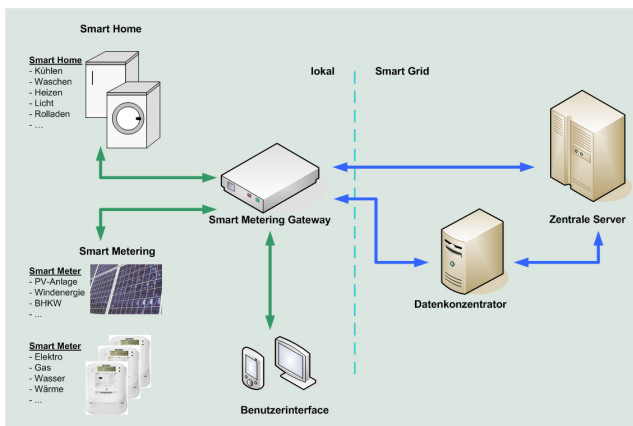 Smart Home
Smart Home
- Kühlen
- Waschen
- Heizen
- Licht
- Rolladen
- ...
lokal
Smart Grid
Smart Metering Gateway
Zentrale Server
Datenkonzentrator
Smart Metering
Smart Meter
- PV-Anlage
- Windenergie
- BHKW
- ...
Smart Meter
- Elektro
- Gas
- Wasser
- Wärme
- ...
Benutzerinterface